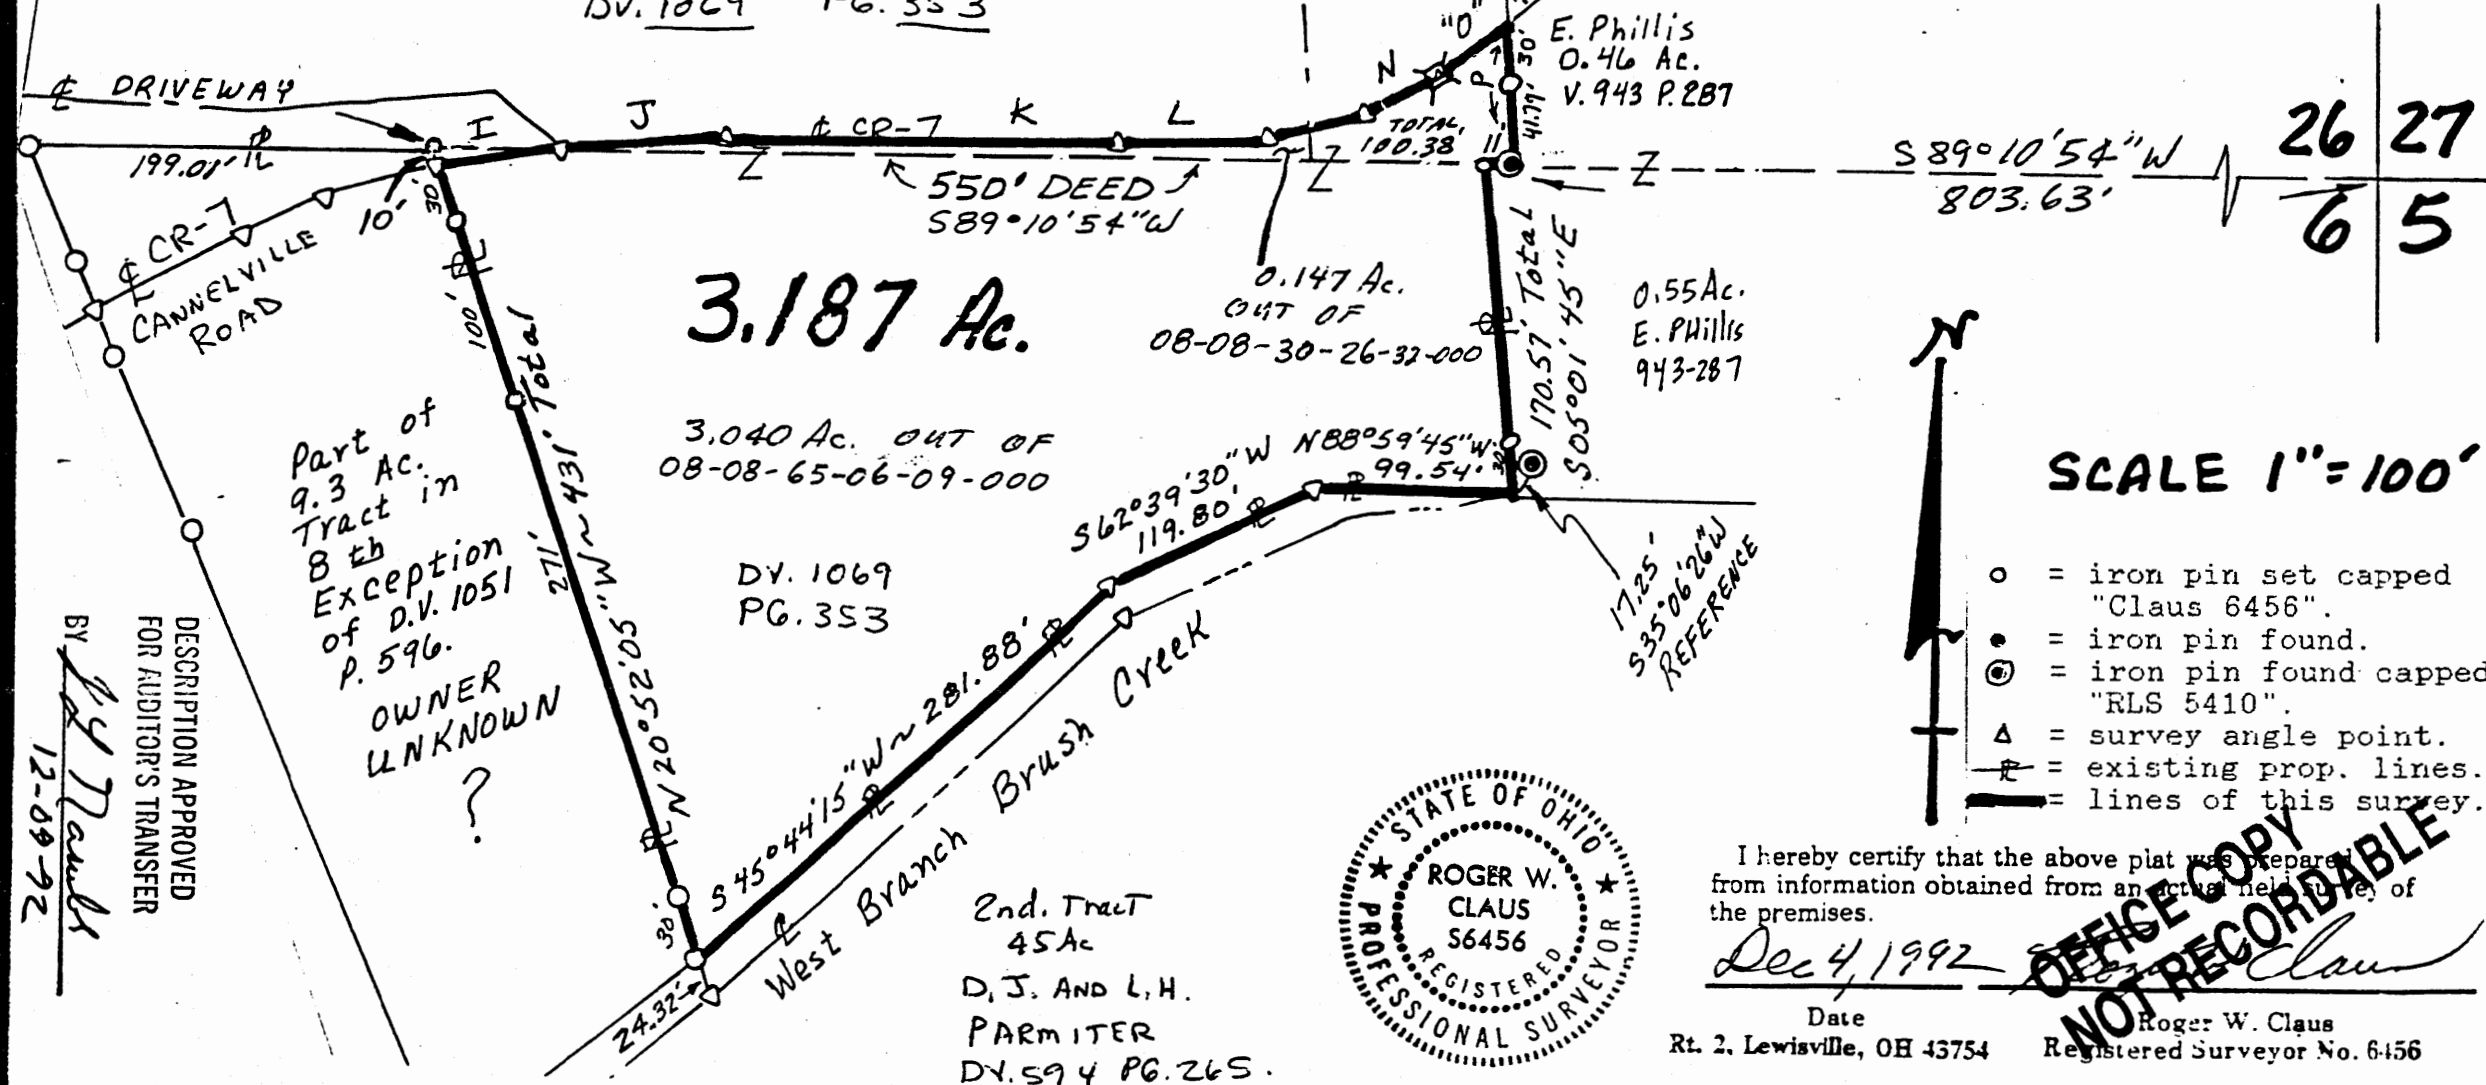 DV. 1069 PG. 353
"O"
E. Phillis
0.46 Ac.
V. 943 P. 287
30'
41.79'
P
N
℄ DRIVEWAY
I
J
K
L
℄ CR-7
TOTAL
100.38'
11'
199.08' ℄
Z
Z
Z
550' DEED
S89°10'54"W
S89°10'54"W
803.63'
26 27
6 5
℄ CR-7
CANNELVILLE
ROAD
10'
30'
100'
3.187 Ac.
0.147 Ac.
OUT OF
08-08-30-26-32-000
170.57' Total
S05°01'45"E
0.55 Ac.
E. Phillis
943-287
N
Part of
9.3 Ac.
Tract in
8 th
Exception
of D.V. 1051
P. 596.
OWNER
UNKNOWN
?
N20°52'05"W ~ 431' Total
271'
30'
3.040 Ac. OUT OF
08-08-65-06-09-000
DV. 1069
PG. 353
S62°39'30"W
119.80'
N88°59'45"W
99.54'
30'
17.25'
S35°06'26"W
REFERENCE
SCALE 1"=100'
o = iron pin set capped
"Claus 6456".
• = iron pin found.
◉ = iron pin found capped
"RLS 5410".
Δ = survey angle point.
PL = existing prop. lines.
= lines of this survey.
S45°44'15"W ~ 281.88'
℄
West Branch Brush Creek
24.32'
2nd. Tract
45 Ac
D.J. AND L.H.
PARMITER
DV. 594 PG. 265.
DESCRIPTION APPROVED
FOR AUDITOR'S TRANSFER
BY
12-09-92
STATE OF OHIO
ROGER W.
CLAUS
S6456
REGISTERED
PROFESSIONAL SURVEYOR
I hereby certify that the above plat was prepared
from information obtained from an actual field survey of
the premises.
Dec 4, 1992 Claus
OFFICE COPY
NOT RECORDABLE
Date
Roger W. Claus
Rt. 2, Lewisville, OH 43754 Registered Surveyor No. 6456